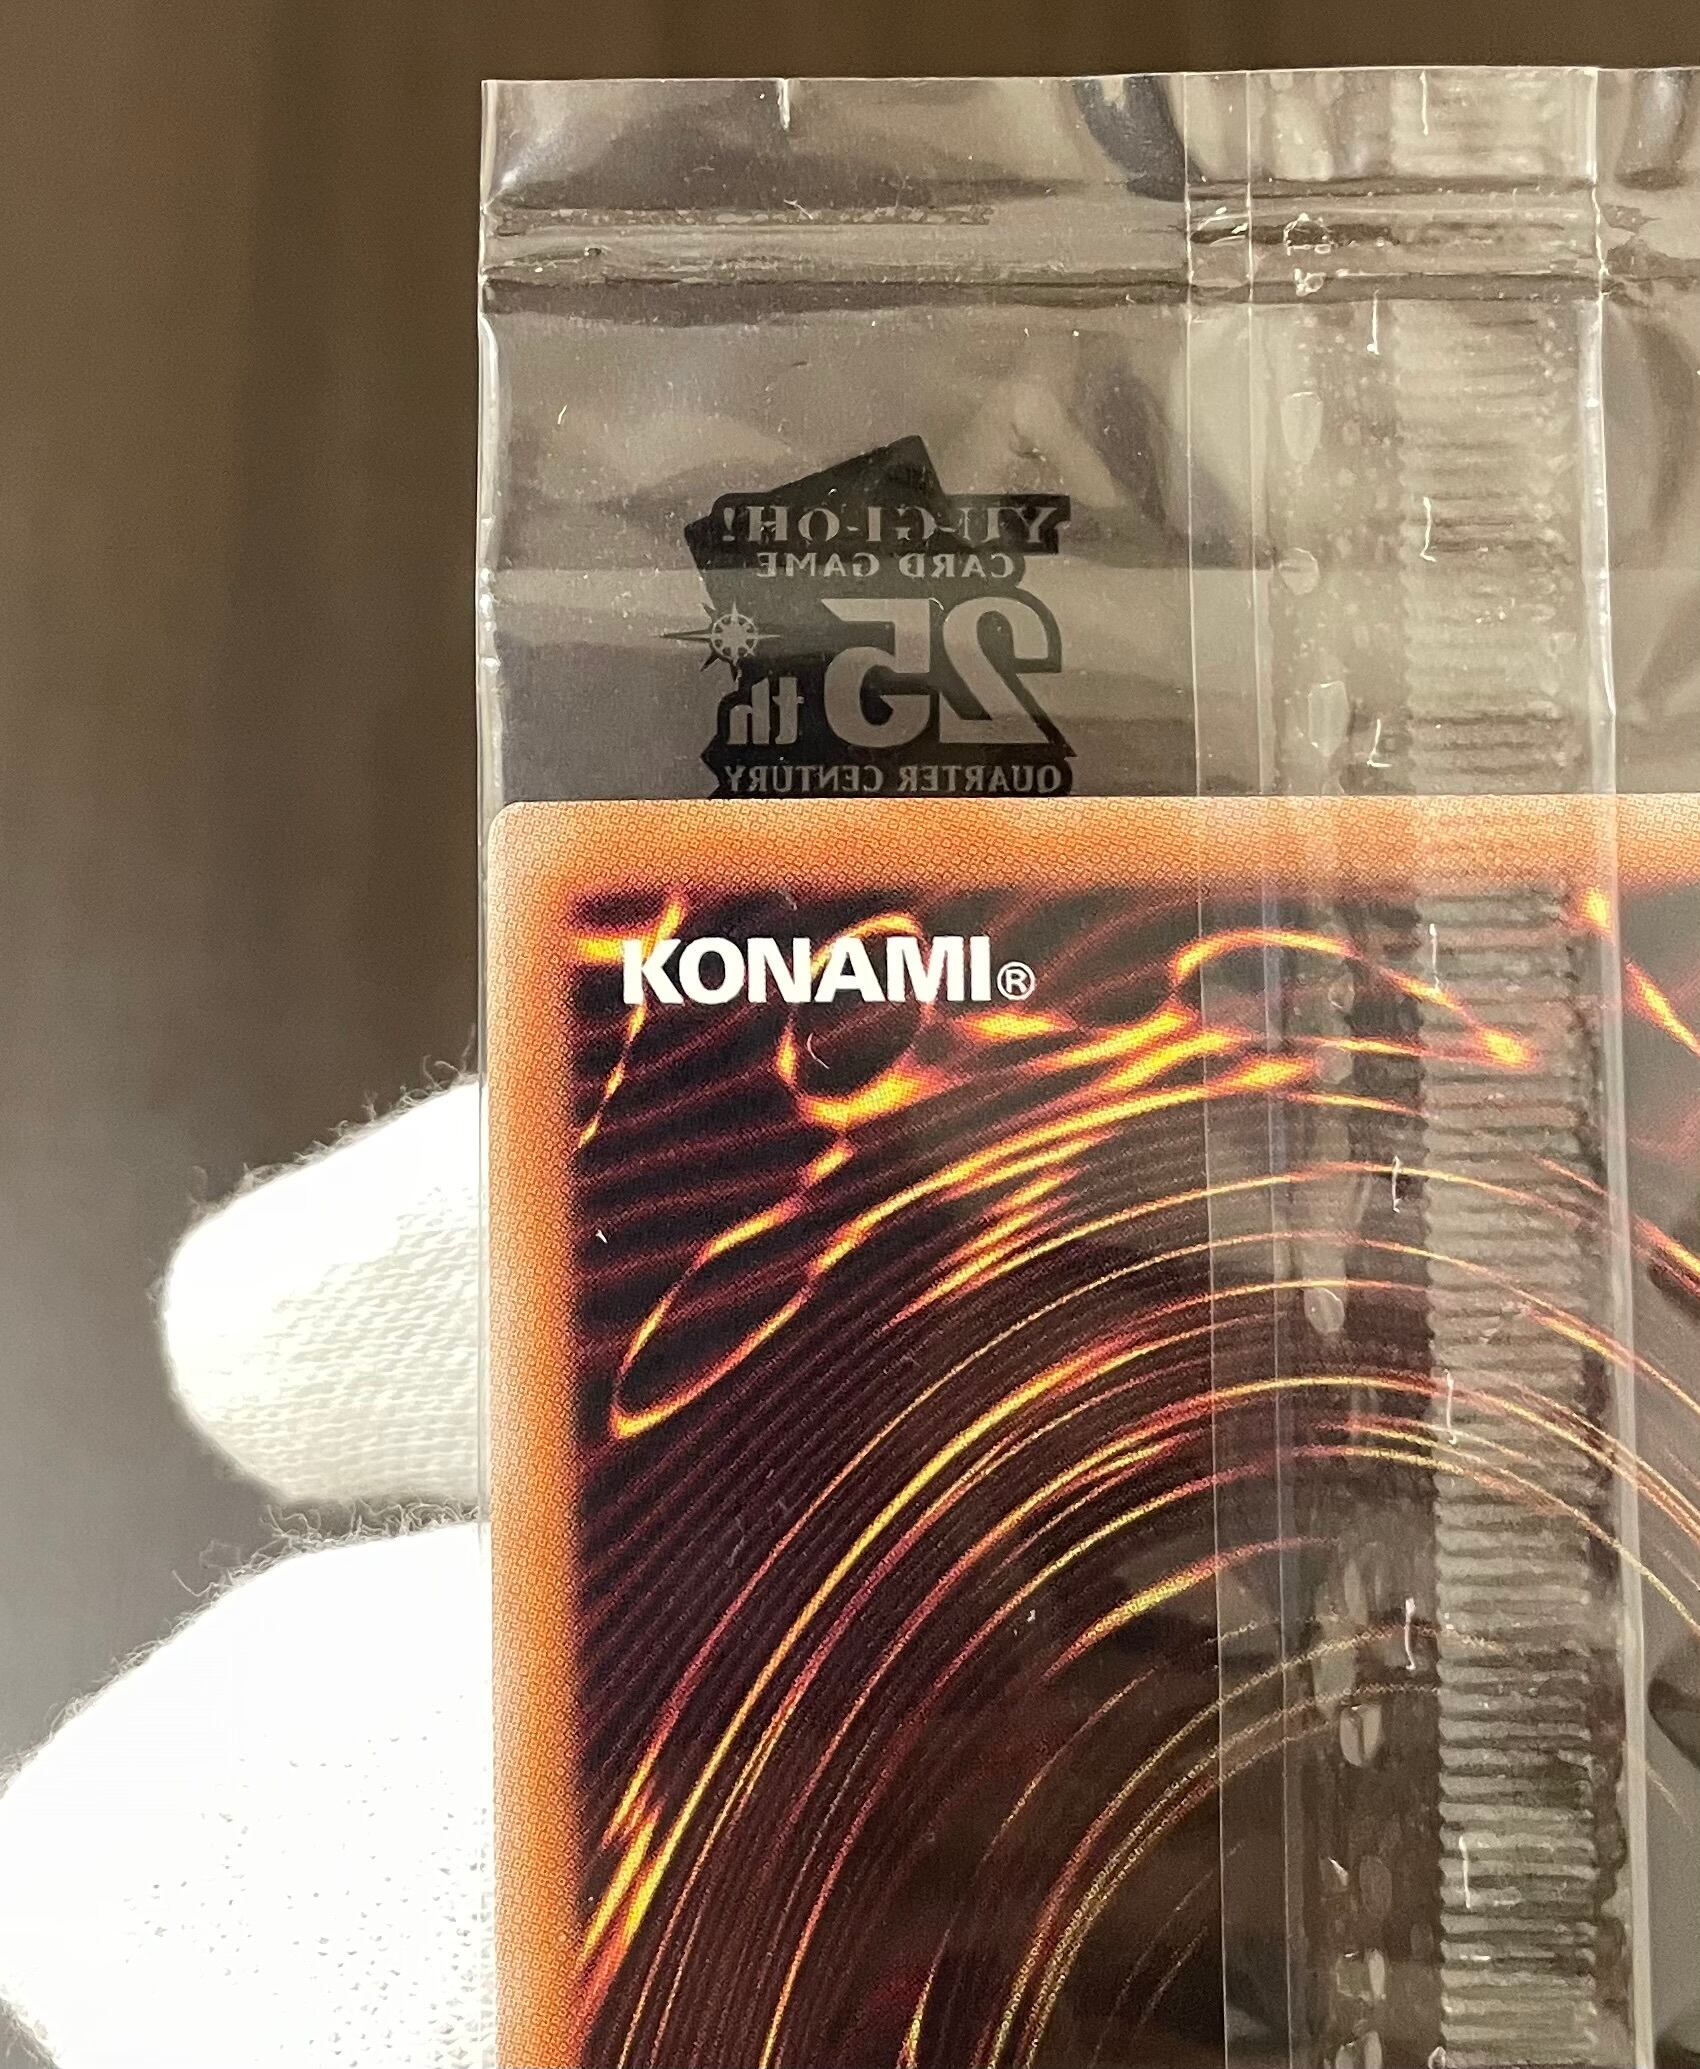 YU-GI-OH!
CARD GAME
25th
QUARTER CENTURY
KONAMI®